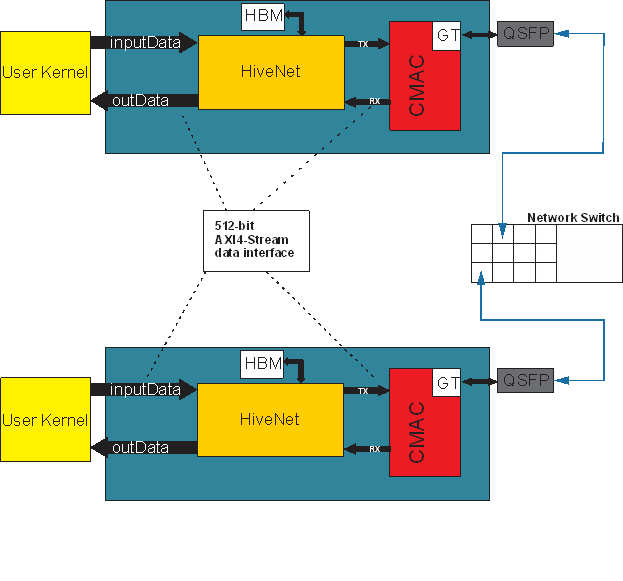 HBM
GT
QSFP
inputData
TX
User Kernel
HiveNet
CMAC
outData
RX
Network Switch
512-bit
AXI4-Stream
data interface
HBM
GT
QSFP
inputData
TX
User Kernel
HiveNet
CMAC
outData
RX